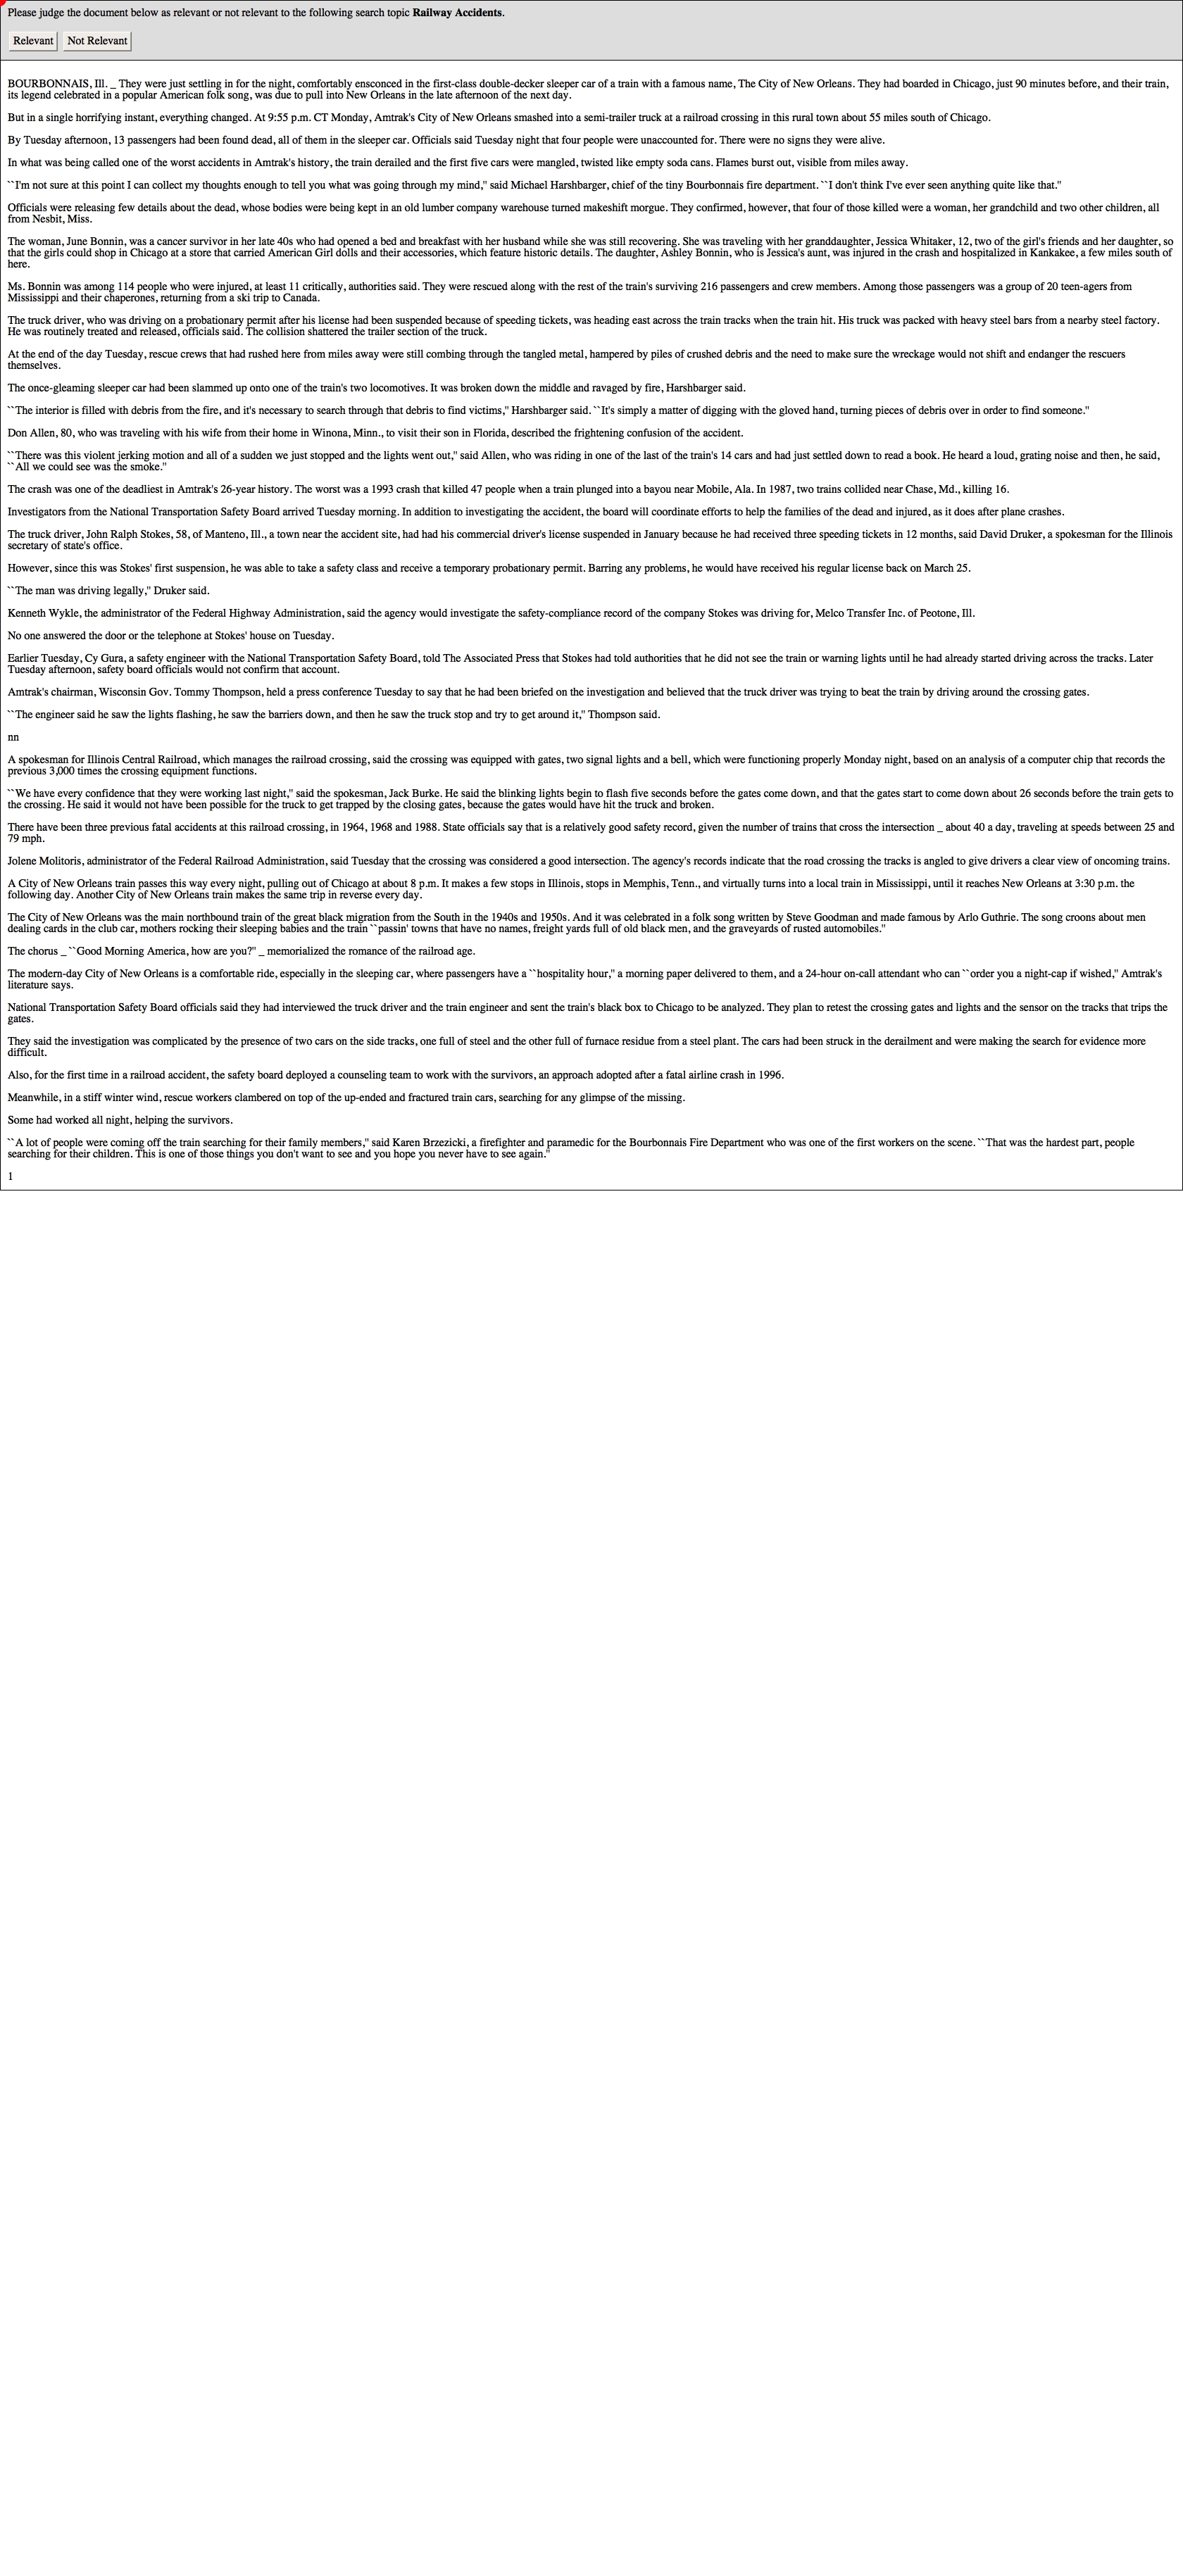 Please judge the document below as relevant or not relevant to the following search topic Railway Accidents.
Relevant Not Relevant
BOURBONNAIS, Ill. _ They were just settling in for the night, comfortably ensconced in the first-class double-decker sleeper car of a train with a famous name, The City of New Orleans. They had boarded in Chicago, just 90 minutes before, and their train,
its legend celebrated in a popular American folk song, was due to pull into New Orleans in the late afternoon of the next day.
But in a single horrifying instant, everything changed. At 9:55 p.m. CT Monday, Amtrak's City of New Orleans smashed into a semi-trailer truck at a railroad crossing in this rural town about 55 miles south of Chicago.
By Tuesday afternoon, 13 passengers had been found dead, all of them in the sleeper car. Officials said Tuesday night that four people were unaccounted for. There were no signs they were alive.
In what was being called one of the worst accidents in Amtrak's history, the train derailed and the first five cars were mangled, twisted like empty soda cans. Flames burst out, visible from miles away.
``I'm not sure at this point I can collect my thoughts enough to tell you what was going through my mind,'' said Michael Harshbarger, chief of the tiny Bourbonnais fire department. ``I don't think I've ever seen anything quite like that.''
Officials were releasing few details about the dead, whose bodies were being kept in an old lumber company warehouse turned makeshift morgue. They confirmed, however, that four of those killed were a woman, her grandchild and two other children, all
from Nesbit, Miss.
The woman, June Bonnin, was a cancer survivor in her late 40s who had opened a bed and breakfast with her husband while she was still recovering. She was traveling with her granddaughter, Jessica Whitaker, 12, two of the girl's friends and her daughter, so
that the girls could shop in Chicago at a store that carried American Girl dolls and their accessories, which feature historic details. The daughter, Ashley Bonnin, who is Jessica's aunt, was injured in the crash and hospitalized in Kankakee, a few miles south of
here.
Ms. Bonnin was among 114 people who were injured, at least 11 critically, authorities said. They were rescued along with the rest of the train's surviving 216 passengers and crew members. Among those passengers was a group of 20 teen-agers from
Mississippi and their chaperones, returning from a ski trip to Canada.
The truck driver, who was driving on a probationary permit after his license had been suspended because of speeding tickets, was heading east across the train tracks when the train hit. His truck was packed with heavy steel bars from a nearby steel factory.
He was routinely treated and released, officials said. The collision shattered the trailer section of the truck.
At the end of the day Tuesday, rescue crews that had rushed here from miles away were still combing through the tangled metal, hampered by piles of crushed debris and the need to make sure the wreckage would not shift and endanger the rescuers
themselves.
The once-gleaming sleeper car had been slammed up onto one of the train's two locomotives. It was broken down the middle and ravaged by fire, Harshbarger said.
``The interior is filled with debris from the fire, and it's necessary to search through that debris to find victims,'' Harshbarger said. ``It's simply a matter of digging with the gloved hand, turning pieces of debris over in order to find someone.''
Don Allen, 80, who was traveling with his wife from their home in Winona, Minn., to visit their son in Florida, described the frightening confusion of the accident.
``There was this violent jerking motion and all of a sudden we just stopped and the lights went out,'' said Allen, who was riding in one of the last of the train's 14 cars and had just settled down to read a book. He heard a loud, grating noise and then, he said,
``All we could see was the smoke.''
The crash was one of the deadliest in Amtrak's 26-year history. The worst was a 1993 crash that killed 47 people when a train plunged into a bayou near Mobile, Ala. In 1987, two trains collided near Chase, Md., killing 16.
Investigators from the National Transportation Safety Board arrived Tuesday morning. In addition to investigating the accident, the board will coordinate efforts to help the families of the dead and injured, as it does after plane crashes.
The truck driver, John Ralph Stokes, 58, of Manteno, Ill., a town near the accident site, had had his commercial driver's license suspended in January because he had received three speeding tickets in 12 months, said David Druker, a spokesman for the Illinois
secretary of state's office.
However, since this was Stokes' first suspension, he was able to take a safety class and receive a temporary probationary permit. Barring any problems, he would have received his regular license back on March 25.
``The man was driving legally,'' Druker said.
Kenneth Wykle, the administrator of the Federal Highway Administration, said the agency would investigate the safety-compliance record of the company Stokes was driving for, Melco Transfer Inc. of Peotone, Ill.
No one answered the door or the telephone at Stokes' house on Tuesday.
Earlier Tuesday, Cy Gura, a safety engineer with the National Transportation Safety Board, told The Associated Press that Stokes had told authorities that he did not see the train or warning lights until he had already started driving across the tracks. Later
Tuesday afternoon, safety board officials would not confirm that account.
Amtrak's chairman, Wisconsin Gov. Tommy Thompson, held a press conference Tuesday to say that he had been briefed on the investigation and believed that the truck driver was trying to beat the train by driving around the crossing gates.
``The engineer said he saw the lights flashing, he saw the barriers down, and then he saw the truck stop and try to get around it,'' Thompson said.
nn
A spokesman for Illinois Central Railroad, which manages the railroad crossing, said the crossing was equipped with gates, two signal lights and a bell, which were functioning properly Monday night, based on an analysis of a computer chip that records the
previous 3,000 times the crossing equipment functions.
``We have every confidence that they were working last night,'' said the spokesman, Jack Burke. He said the blinking lights begin to flash five seconds before the gates come down, and that the gates start to come down about 26 seconds before the train gets to
the crossing. He said it would not have been possible for the truck to get trapped by the closing gates, because the gates would have hit the truck and broken.
There have been three previous fatal accidents at this railroad crossing, in 1964, 1968 and 1988. State officials say that is a relatively good safety record, given the number of trains that cross the intersection _ about 40 a day, traveling at speeds between 25 and
79 mph.
Jolene Molitoris, administrator of the Federal Railroad Administration, said Tuesday that the crossing was considered a good intersection. The agency's records indicate that the road crossing the tracks is angled to give drivers a clear view of oncoming trains.
A City of New Orleans train passes this way every night, pulling out of Chicago at about 8 p.m. It makes a few stops in Illinois, stops in Memphis, Tenn., and virtually turns into a local train in Mississippi, until it reaches New Orleans at 3:30 p.m. the
following day. Another City of New Orleans train makes the same trip in reverse every day.
The City of New Orleans was the main northbound train of the great black migration from the South in the 1940s and 1950s. And it was celebrated in a folk song written by Steve Goodman and made famous by Arlo Guthrie. The song croons about men
dealing cards in the club car, mothers rocking their sleeping babies and the train ``passin' towns that have no names, freight yards full of old black men, and the graveyards of rusted automobiles.''
The chorus _ ``Good Morning America, how are you?'' _ memorialized the romance of the railroad age.
The modern-day City of New Orleans is a comfortable ride, especially in the sleeping car, where passengers have a ``hospitality hour,'' a morning paper delivered to them, and a 24-hour on-call attendant who can ``order you a night-cap if wished,'' Amtrak's
literature says.
National Transportation Safety Board officials said they had interviewed the truck driver and the train engineer and sent the train's black box to Chicago to be analyzed. They plan to retest the crossing gates and lights and the sensor on the tracks that trips the
gates.
They said the investigation was complicated by the presence of two cars on the side tracks, one full of steel and the other full of furnace residue from a steel plant. The cars had been struck in the derailment and were making the search for evidence more
difficult.
Also, for the first time in a railroad accident, the safety board deployed a counseling team to work with the survivors, an approach adopted after a fatal airline crash in 1996.
Meanwhile, in a stiff winter wind, rescue workers clambered on top of the up-ended and fractured train cars, searching for any glimpse of the missing.
Some had worked all night, helping the survivors.
``A lot of people were coming off the train searching for their family members,'' said Karen Brzezicki, a firefighter and paramedic for the Bourbonnais Fire Department who was one of the first workers on the scene. ``That was the hardest part, people
searching for their children. This is one of those things you don't want to see and you hope you never have to see again.''
1